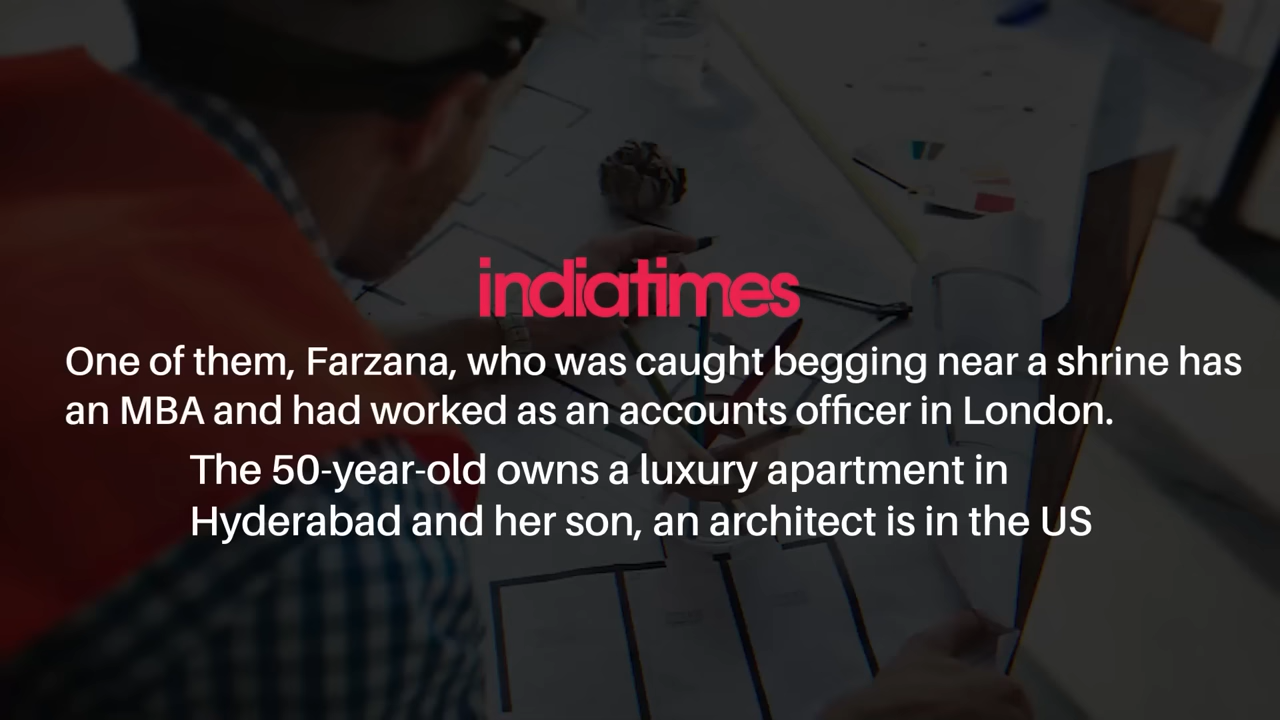 indiatimes
One of them, Farzana, who was caught begging near a shrine has
an MBA and had worked as an accounts officer in London.
The 50-year-old owns a luxury apartment in
Hyderabad and her son, an architect is in the US